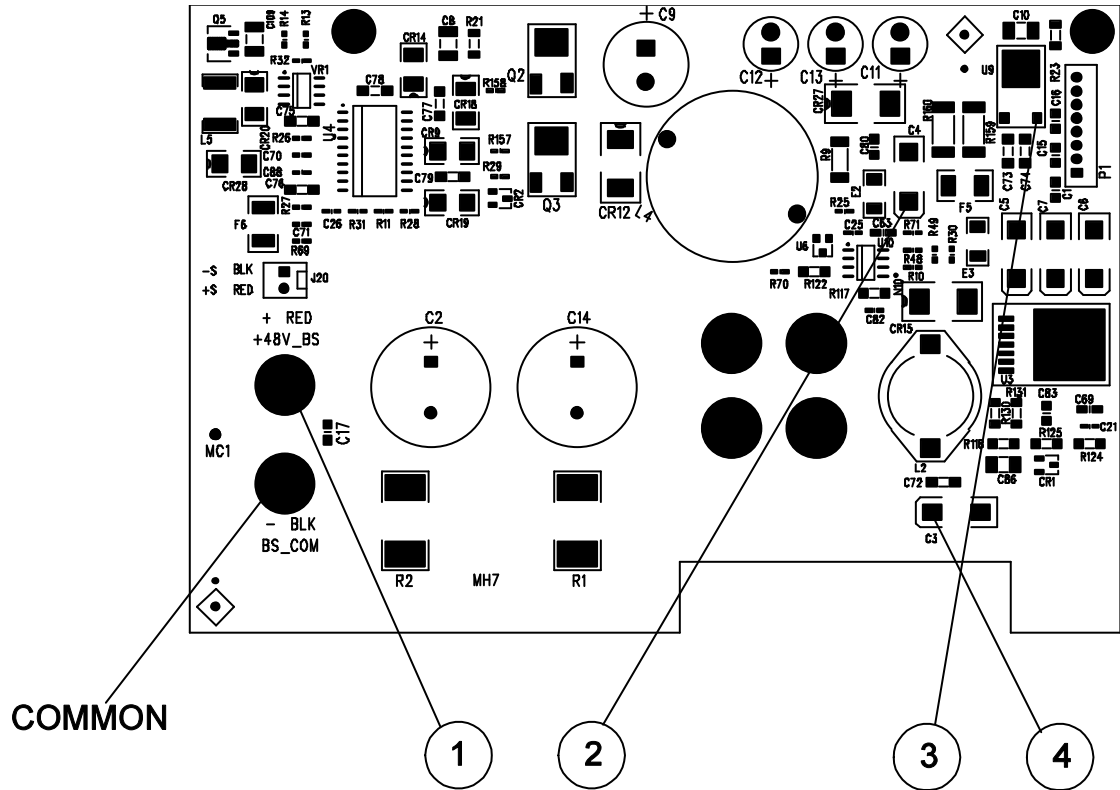 Q5
C109
R14
R13
R32
VR1
C75
L5
CR20
R26
C70
C88
C76
CR28
R27
F6
C71
R69
U4
C78
CR14
C8
R21
C77
CR18
R158
CR9
R157
C79
R29
CR2
CR19
C26 R31 R11 R28
Q2
Q3
+ C9
CR12
L4
C12 +
C13 +
C11 +
CR27
R9
C80
C4
R160
R159
U9
C10
R23
C16
C15
C1
P1
C73
C74
E2
F5
R25
C25
C63
U10
R71
R49
R30
R48
C5
C7
C6
E3
U6
R70
R122
R117
C82
R10
CR15
U3
-S BLK
+S RED
J20
+ RED
+48V_BS
C2
+
C14
+
MC1
C17
- BLK
BS_COM
R2
MH7
R1
L2
C72
C3
R131
R130
C83
C69
C21
R118
R125
R124
C86
CR1
COMMON
1
2
3
4